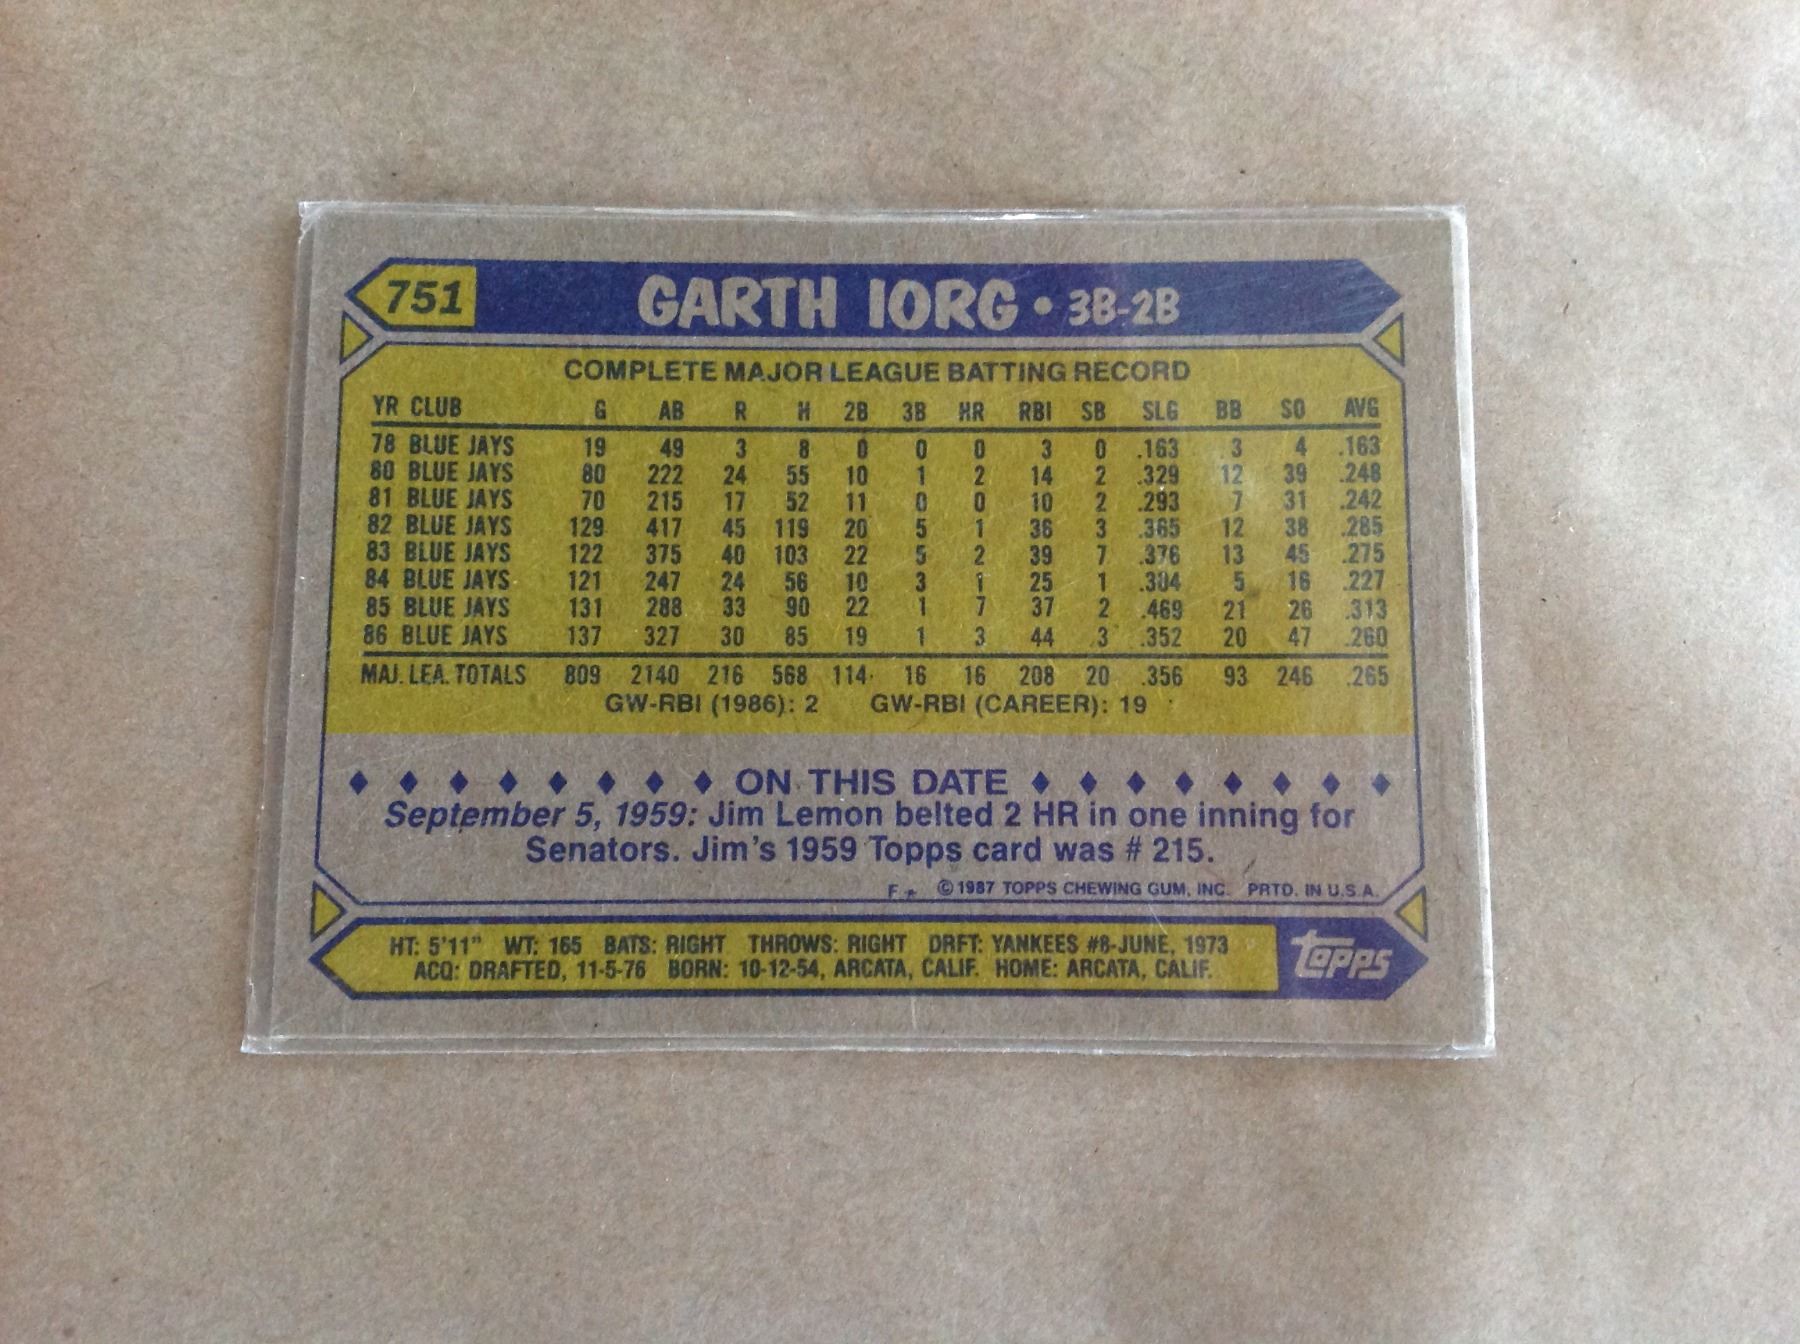 751 GARTH IORG • 3B-2B
COMPLETE MAJOR LEAGUE BATTING RECORD
YR CLUB G AB R H 2B 3B HR RBI SB SLG BB SO AVG
78 BLUE JAYS 19 49 3 8 0 0 0 3 0 .163 3 4 .163
80 BLUE JAYS 80 222 24 55 10 1 2 14 2 .329 12 39 .248
81 BLUE JAYS 70 215 17 52 11 0 0 10 2 .293 7 31 .242
82 BLUE JAYS 129 417 45 119 20 5 1 36 3 .365 12 38 .285
83 BLUE JAYS 122 375 40 103 22 5 2 39 7 .376 13 45 .275
84 BLUE JAYS 121 247 24 56 10 3 1 25 1 .304 5 16 .227
85 BLUE JAYS 131 288 33 90 22 1 7 37 2 .469 21 26 .313
86 BLUE JAYS 137 327 30 85 19 1 3 44 3 .352 20 47 .260
MAJ. LEA. TOTALS 809 2140 216 568 114 16 16 208 20 .356 93 246 .265
GW-RBI (1986): 2 GW-RBI (CAREER): 19
ON THIS DATE
September 5, 1959: Jim Lemon belted 2 HR in one inning for
Senators. Jim's 1959 Topps card was # 215.
F* © 1987 TOPPS CHEWING GUM, INC. PRTD. IN U.S.A.
HT: 5'11" WT: 165 BATS: RIGHT THROWS: RIGHT DRFT: YANKEES #8-JUNE, 1973
ACQ: DRAFTED, 11-5-76 BORN: 10-12-54, ARCATA, CALIF. HOME: ARCATA, CALIF.
topps